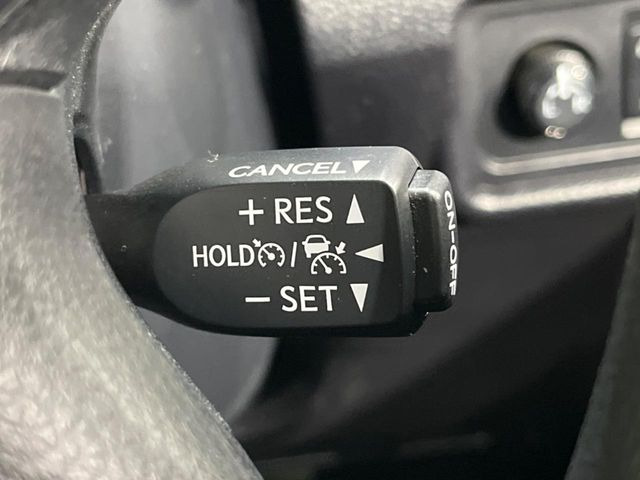 CANCEL▼
+ RES ▲
HOLD / ◀
− SET ▼
ON-OFF